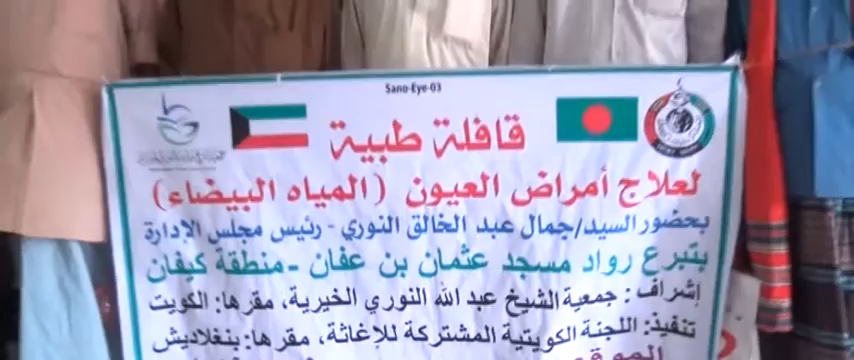 Sano-Eye-03
قافلة طبية
لعلاج أمراض العيون (المياه البيضاء)
بحضور السيد/جمال عبد الخالق النوري - رئيس مجلس الإدارة
بتبرع رواد مسجد عثمان بن عفان - منطقة كيفان
إشراف: جمعية الشيخ عبد الله النوري الخيرية، مقرها: الكويت
تنفيذ: اللجنة الكويتية المشتركة للإغاثة، مقرها: بنغلاديش